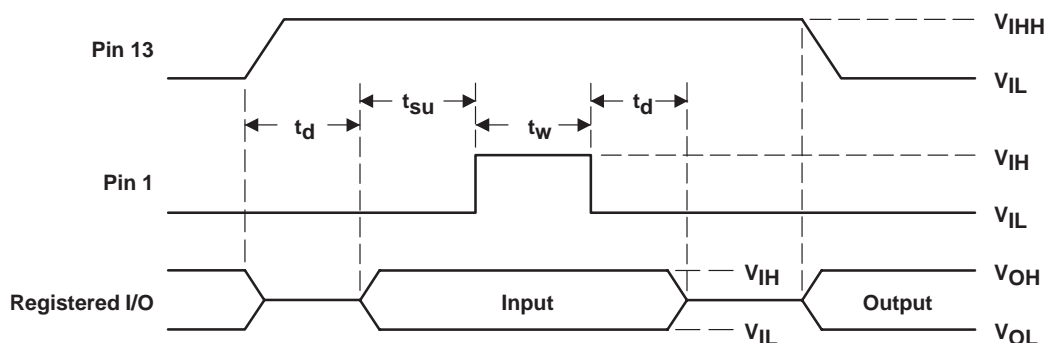 Pin 13
VIHH
VIL
td
tsu
tw
td
Pin 1
VIH
VIL
Registered I/O
Input
VIH
VIL
Output
VOH
VOL